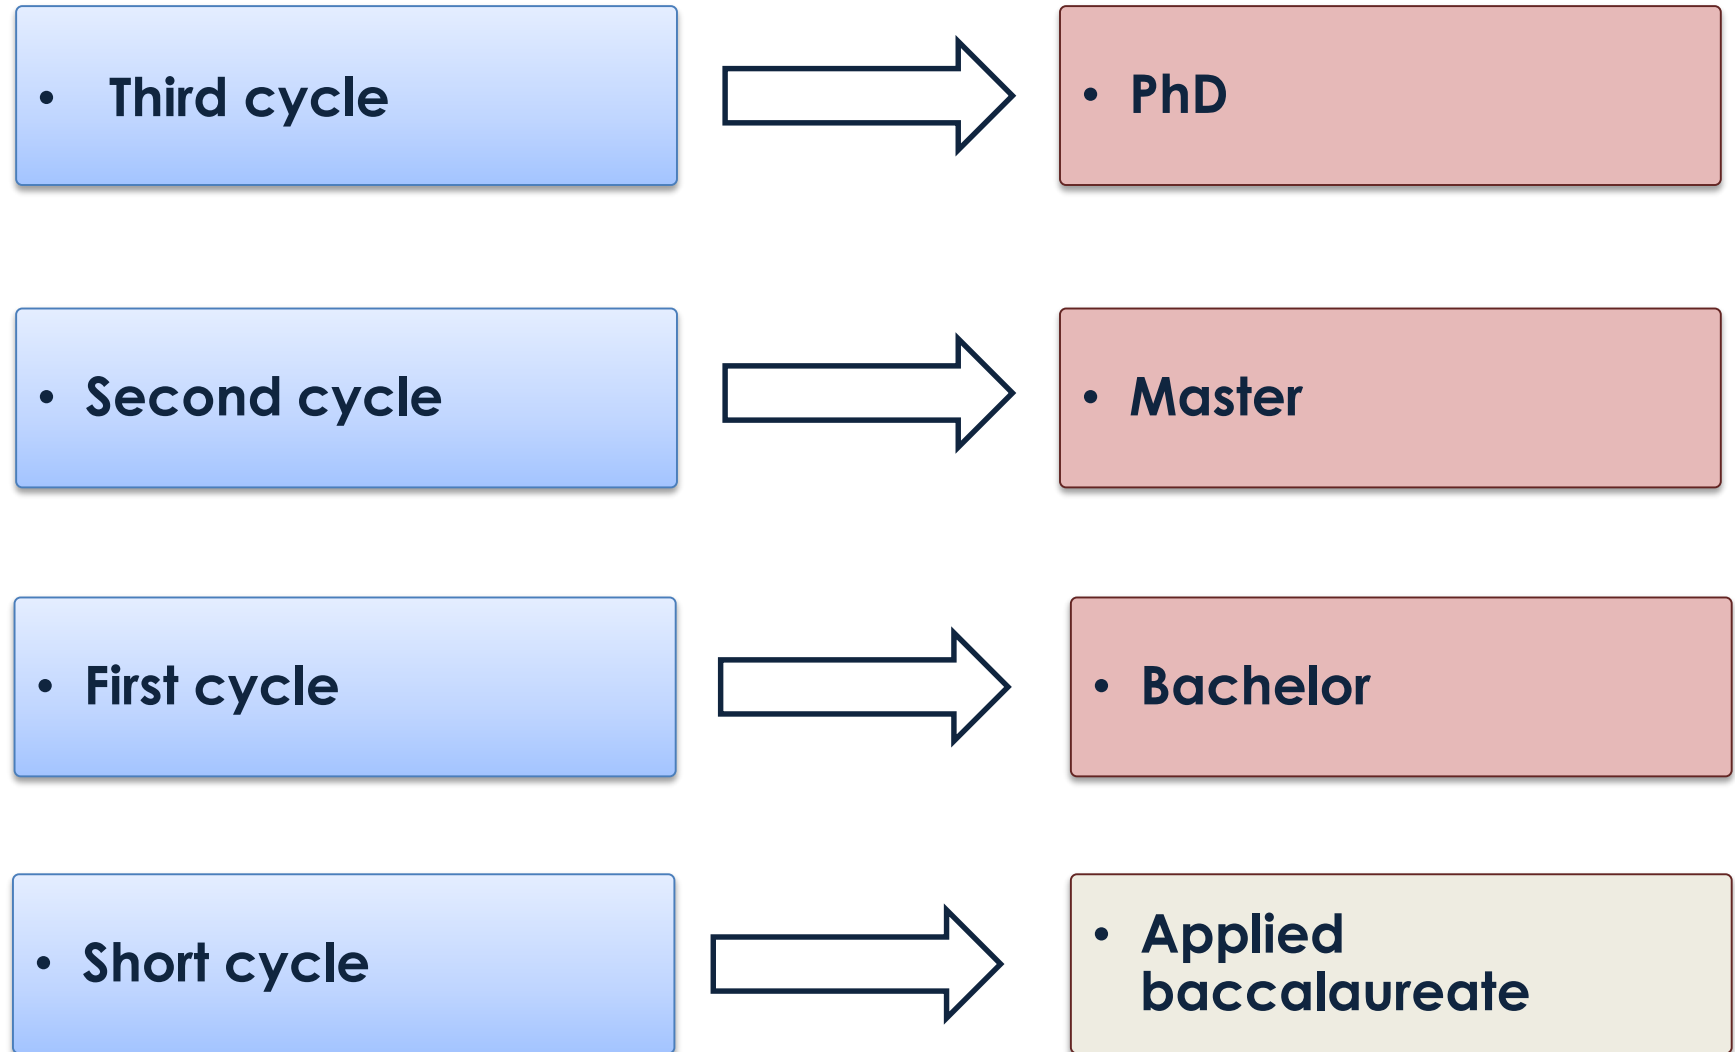 • Third cycle
• PhD
• Second cycle
• Master
• First cycle
• Bachelor
• Short cycle
• Applied
baccalaureate